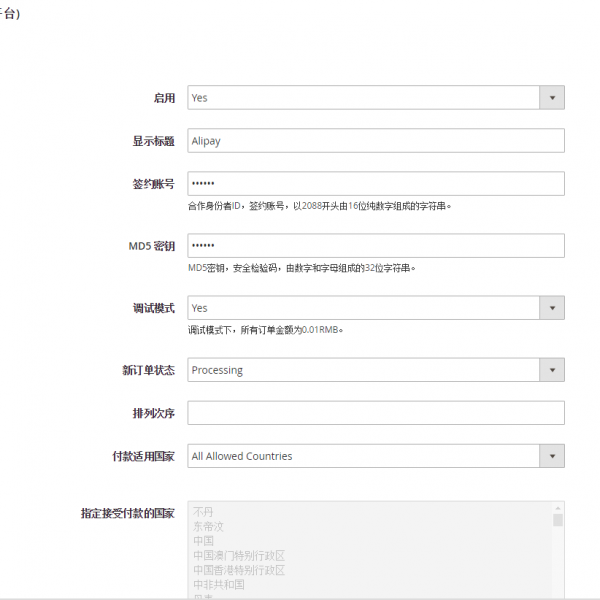 台)
启用 Yes
显示标题 Alipay
签约账号 ••••••
合作身份者ID，签约账号，以2088开头由16位纯数字组成的字符串。
MD5 密钥 ••••••
MD5密钥，安全检验码，由数字和字母组成的32位字符串。
调试模式 Yes
调试模式下，所有订单金额为0.01RMB。
新订单状态 Processing
排列次序
付款适用国家 All Allowed Countries
指定接受付款的国家 不丹
东帝汶
中国
中国澳门特别行政区
中国香港特别行政区
中非共和国